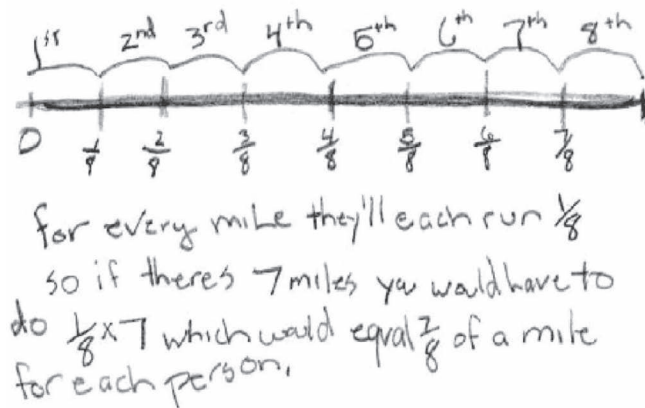 1st 2nd 3rd 4th 5th 6th 7th 8th
0 1/8 2/8 3/8 4/8 5/8 6/8 7/8
for every mile they'll each run 1/8
so if theres 7 miles you would have to
do 1/8 x 7 which would equal 7/8 of a mile
for each person.